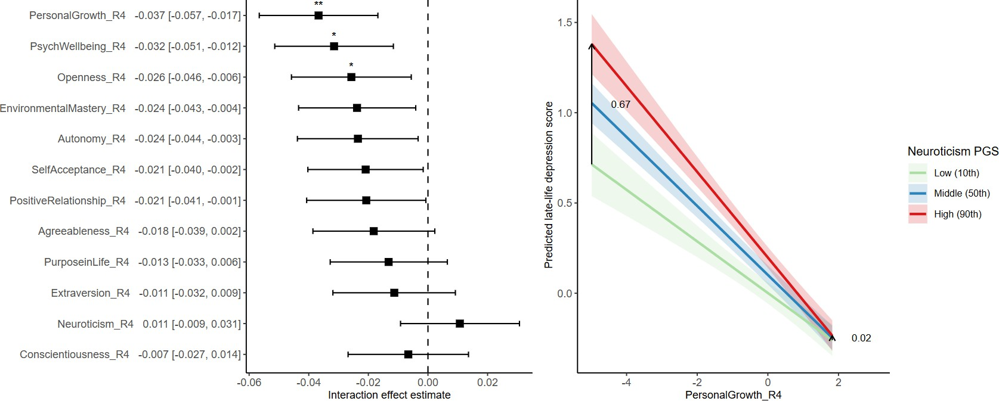 **
PersonalGrowth_R4 -0.037 [-0.057, -0.017]
*
PsychWellbeing_R4 -0.032 [-0.051, -0.012]
*
Openness_R4 -0.026 [-0.046, -0.006]
EnvironmentalMastery_R4 -0.024 [-0.043, -0.004]
Autonomy_R4 -0.024 [-0.044, -0.003]
SelfAcceptance_R4 -0.021 [-0.040, -0.002]
PositiveRelationship_R4 -0.021 [-0.041, -0.001]
Agreeableness_R4 -0.018 [-0.039, 0.002]
PurposeinLife_R4 -0.013 [-0.033, 0.006]
Extraversion_R4 -0.011 [-0.032, 0.009]
Neuroticism_R4 0.011 [-0.009, 0.031]
Conscientiousness_R4 -0.007 [-0.027, 0.014]
-0.06 -0.04 -0.02 0.00 0.02
Interaction effect estimate
Predicted late-life depression score
1.5
1.0
0.5
0.0
0.67
0.02
-4 -2 0 2
PersonalGrowth_R4
Neuroticism PGS
Low (10th)
Middle (50th)
High (90th)